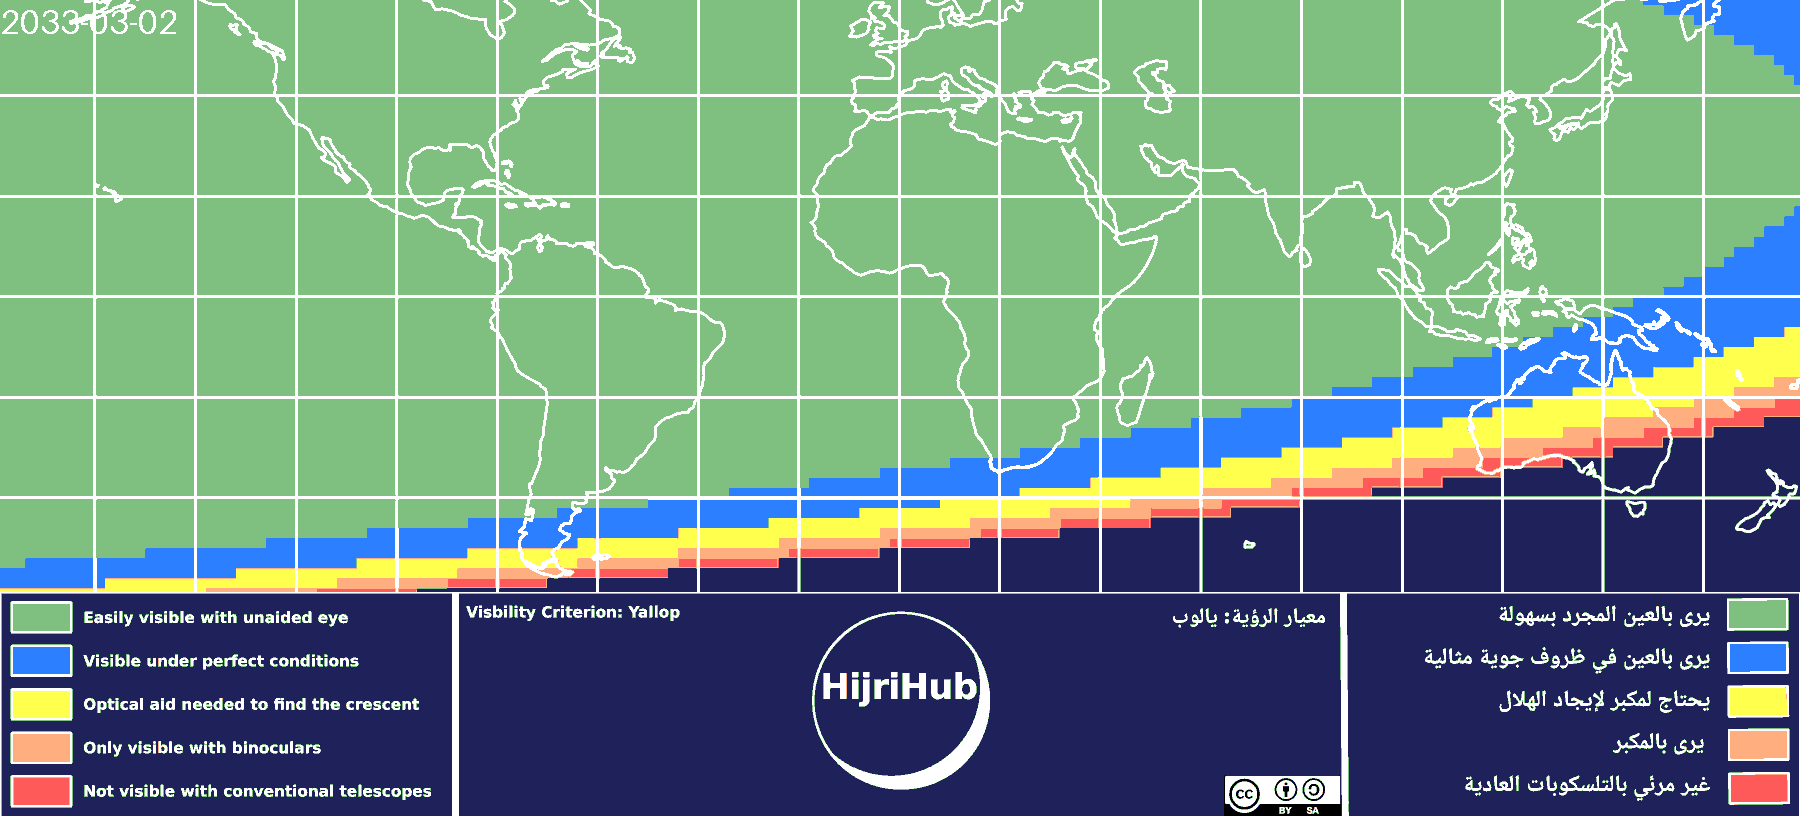 2033-03-02
Easily visible with unaided eye
Visible under perfect conditions
Optical aid needed to find the crescent
Only visible with binoculars
Not visible with conventional telescopes
Visbility Criterion: Yallop
معيار الرؤية: يالوب
HijriHub
cc
BY SA
يرى بالعين المجرد بسهولة
يرى بالعين في ظروف جوية مثالية
يحتاج لمكبر لإيجاد الهلال
يرى بالمكبر
غير مرئي بالتلسكوبات العادية